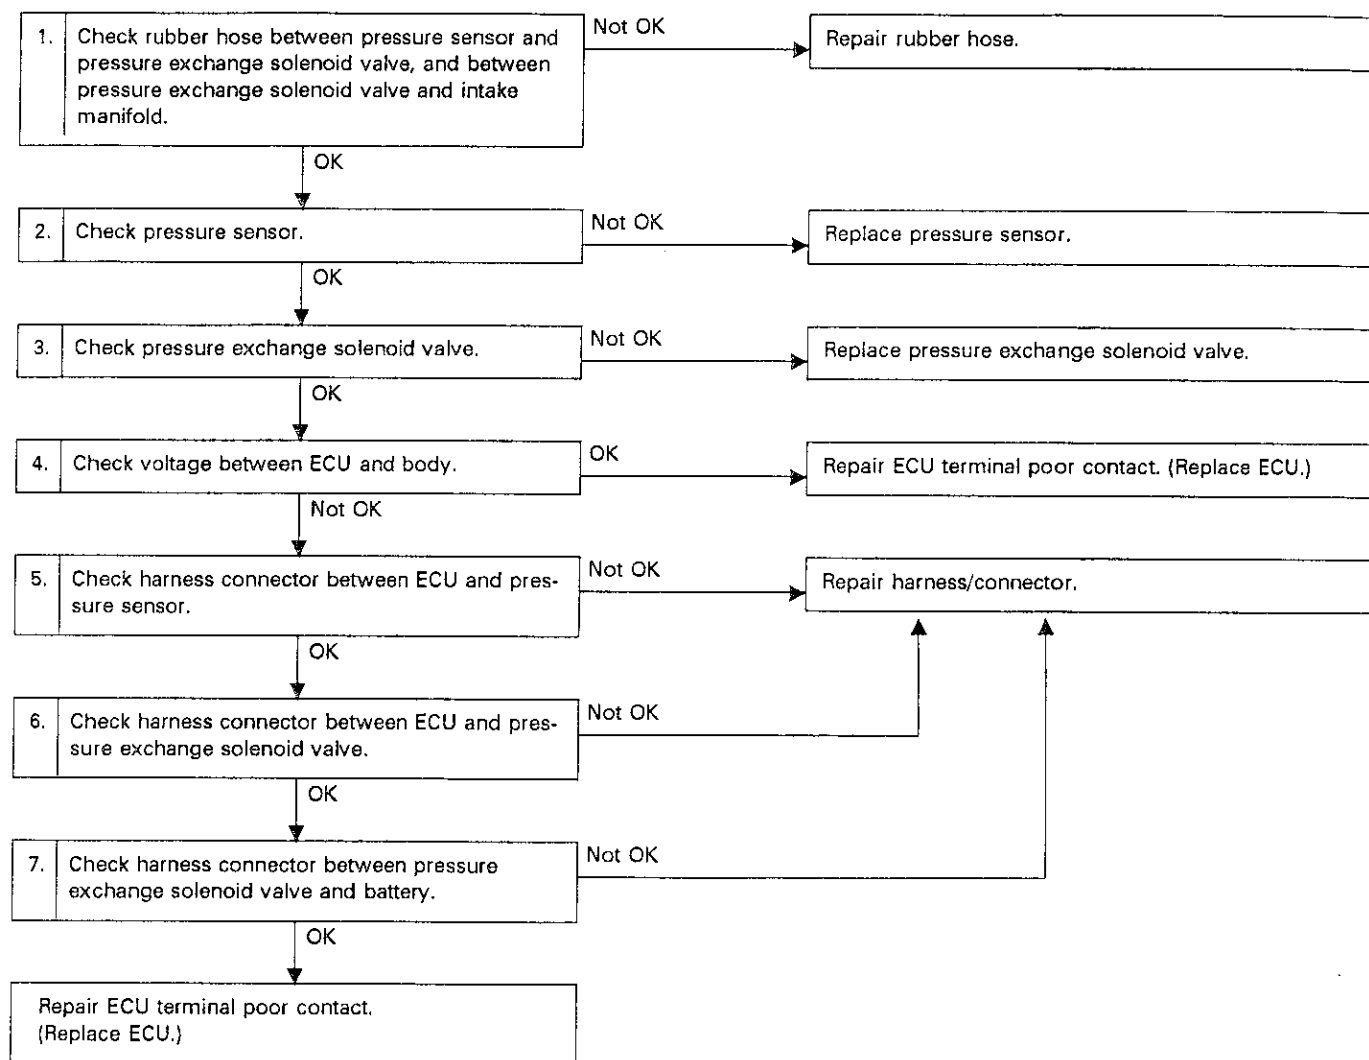 1. Check rubber hose between pressure sensor and
pressure exchange solenoid valve, and between
pressure exchange solenoid valve and intake
manifold.
Not OK
Repair rubber hose.
OK
2. Check pressure sensor.
Not OK
Replace pressure sensor.
OK
3. Check pressure exchange solenoid valve.
Not OK
Replace pressure exchange solenoid valve.
OK
4. Check voltage between ECU and body.
OK
Repair ECU terminal poor contact. (Replace ECU.)
Not OK
5. Check harness connector between ECU and pres-
sure sensor.
Not OK
Repair harness/connector.
OK
6. Check harness connector between ECU and pres-
sure exchange solenoid valve.
Not OK
OK
7. Check harness connector between pressure
exchange solenoid valve and battery.
Not OK
OK
Repair ECU terminal poor contact.
(Replace ECU.)